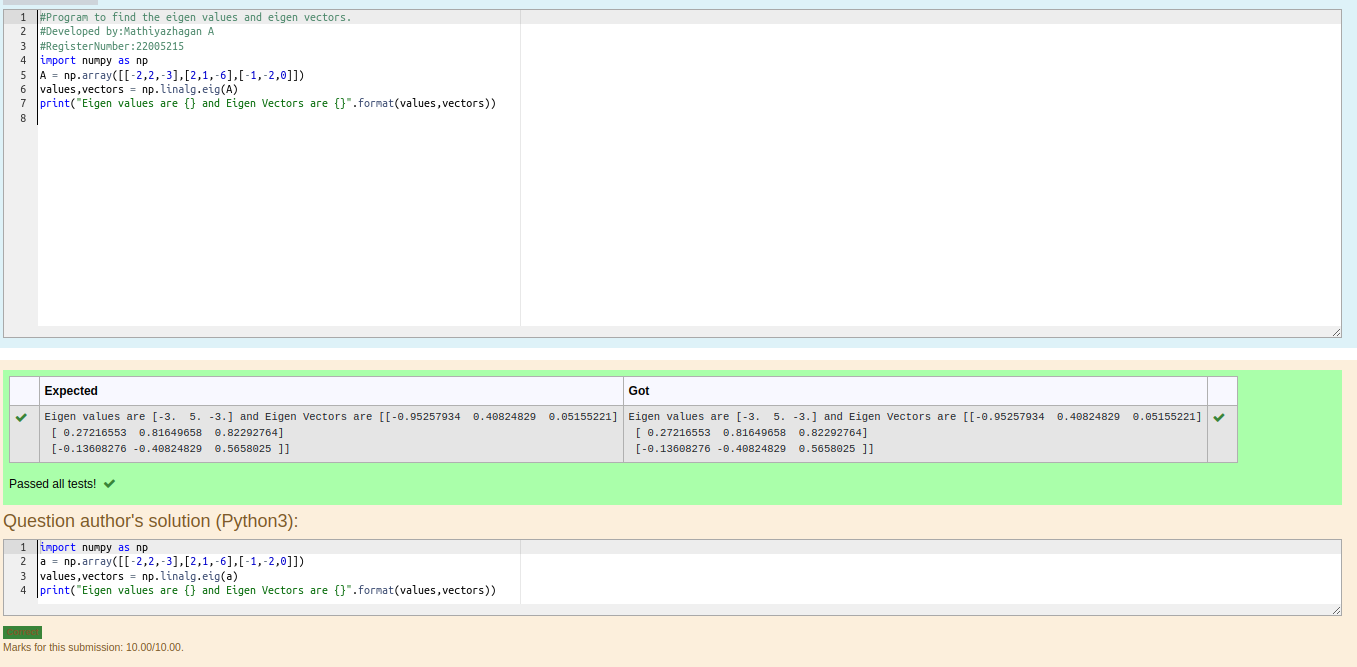 1 #Program to find the eigen values and eigen vectors.
2 #Developed by:Mathiyazhagan A
3 #RegisterNumber:22005215
4 import numpy as np
5 A = np.array([[-2,2,-3],[2,1,-6],[-1,-2,0]])
6 values,vectors = np.linalg.eig(A)
7 print("Eigen values are {} and Eigen Vectors are {}".format(values,vectors))
8
Expected Got
Eigen values are [-3.  5. -3.] and Eigen Vectors are [[-0.95257934  0.40824829  0.05155221] Eigen values are [-3.  5. -3.] and Eigen Vectors are [[-0.95257934  0.40824829  0.05155221]
[ 0.27216553  0.81649658  0.82292764] [ 0.27216553  0.81649658  0.82292764]
[-0.13608276 -0.40824829  0.5658025 ]] [-0.13608276 -0.40824829  0.5658025 ]]
Passed all tests!
Question author's solution (Python3):
1 import numpy as np
2 a = np.array([[-2,2,-3],[2,1,-6],[-1,-2,0]])
3 values,vectors = np.linalg.eig(a)
4 print("Eigen values are {} and Eigen Vectors are {}".format(values,vectors))
Marks for this submission: 10.00/10.00.